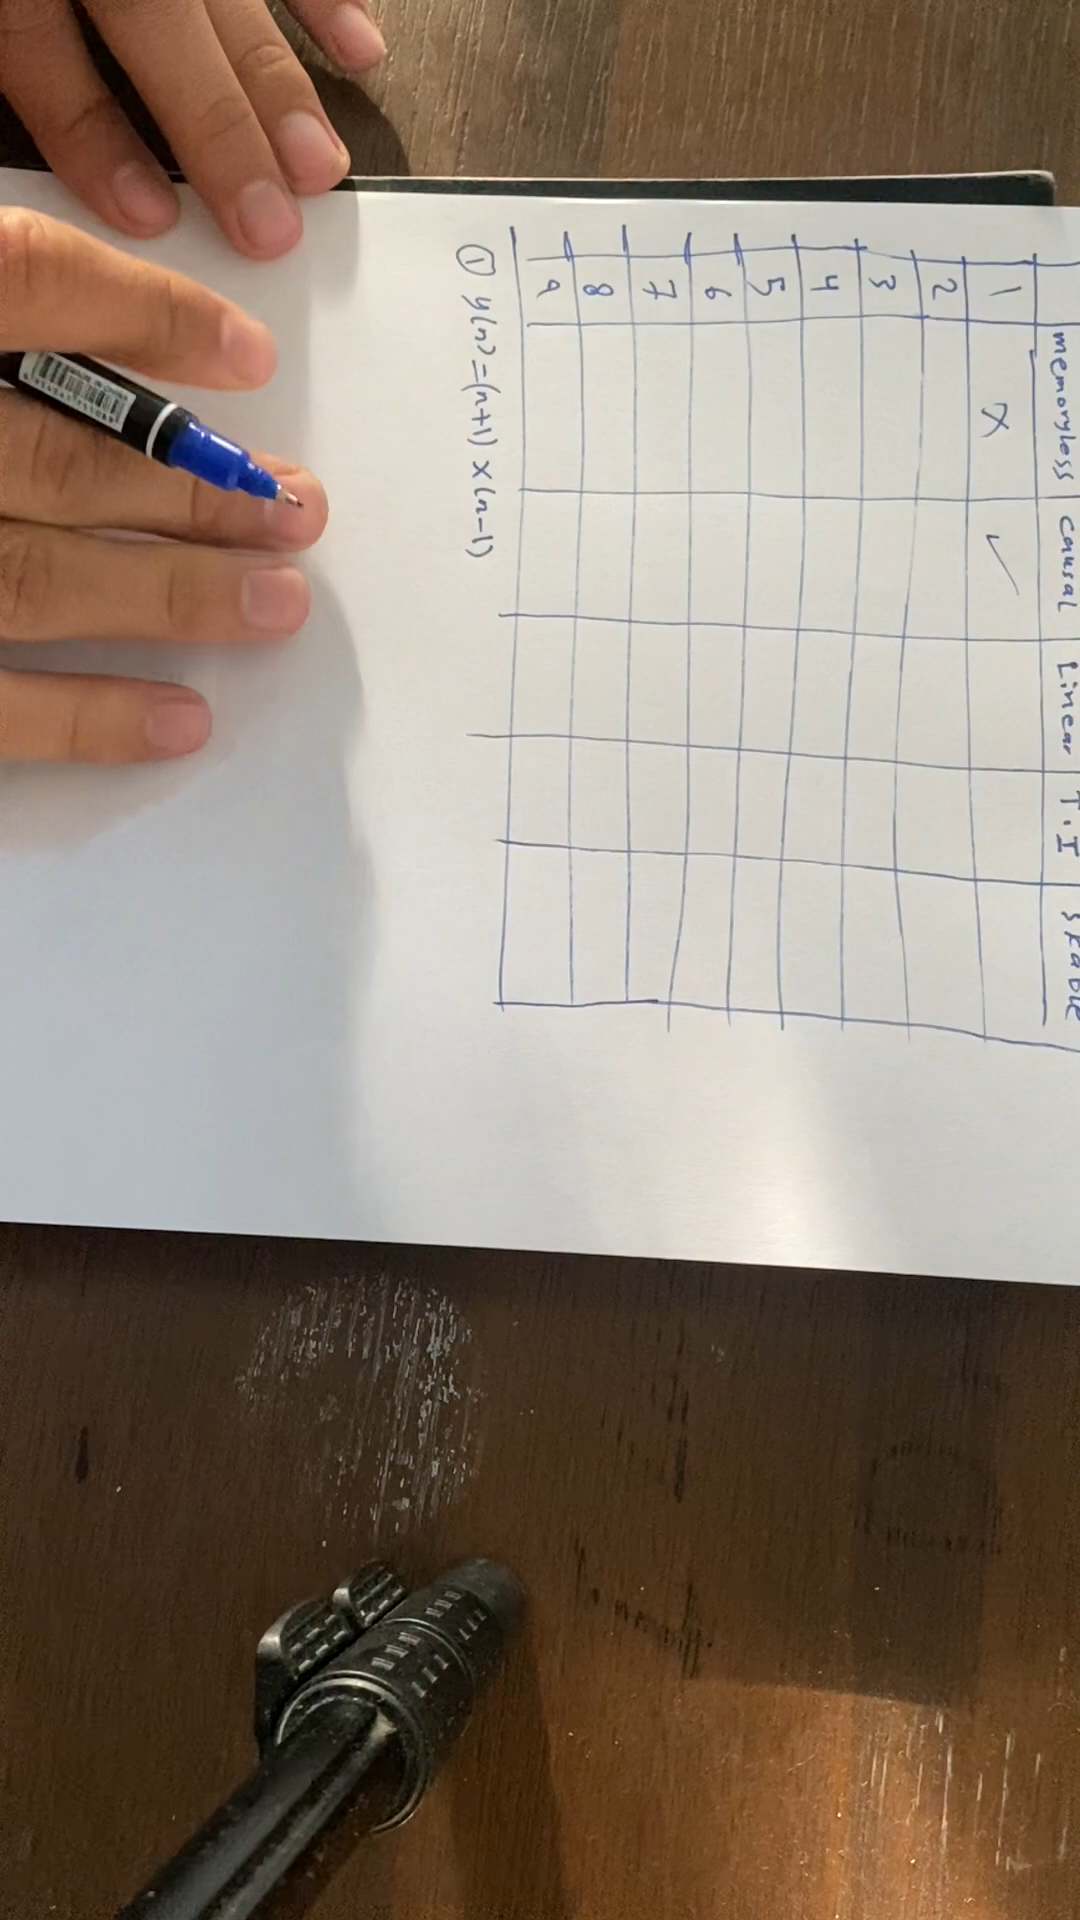 memoryless causal Linear T.I stable
1 x ✓
2
3
4
5
6
7
8
9
① y(n) = (n+1) x(n-1)